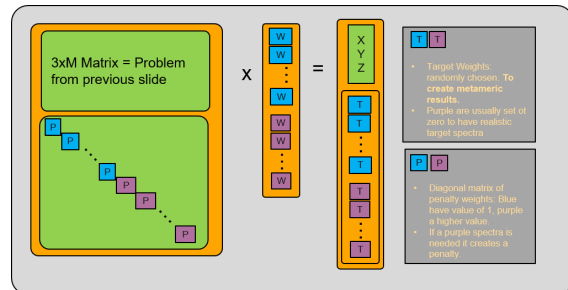 3xM Matrix = Problem
from previous slide
P
P
P
P
P
P
x
W
W
W
W
W
W
=
X
Y
Z
T
T
T
T
T
T
T T
• Target Weights:
randomly chosen. To
create metameric
results.
• Purple are usually set ot
zero to have realistic
target spectra
P P
• Diagonal matrix of
penalty weights: Blue
have value of 1, purple
a higher value.
• If a purple spectra is
needed it creates a
penalty.